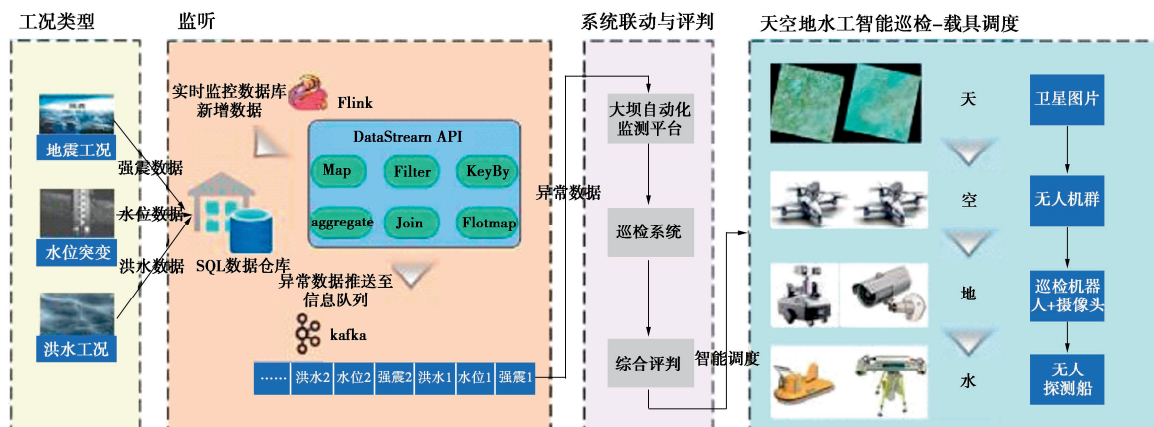 工况类型
监听
系统联动与评判
天空地水工智能巡检-载具调度
地震工况
水位突变
洪水工况
强震数据
水位数据
洪水数据
实时监控数据库
新增数据
Flink
SQL数据仓库
DataStrearn API
Map
Filter
KeyBy
aggregate
Join
Flotmap
异常数据推送至
信息队列
kafka
……
洪水2
水位2
强震2
洪水1
水位1
强震1
异常数据
大坝自动化
监测平台
巡检系统
综合评判
智能调度
天
空
地
水
卫星图片
无人机群
巡检机器
人+摄像头
无人
探测船